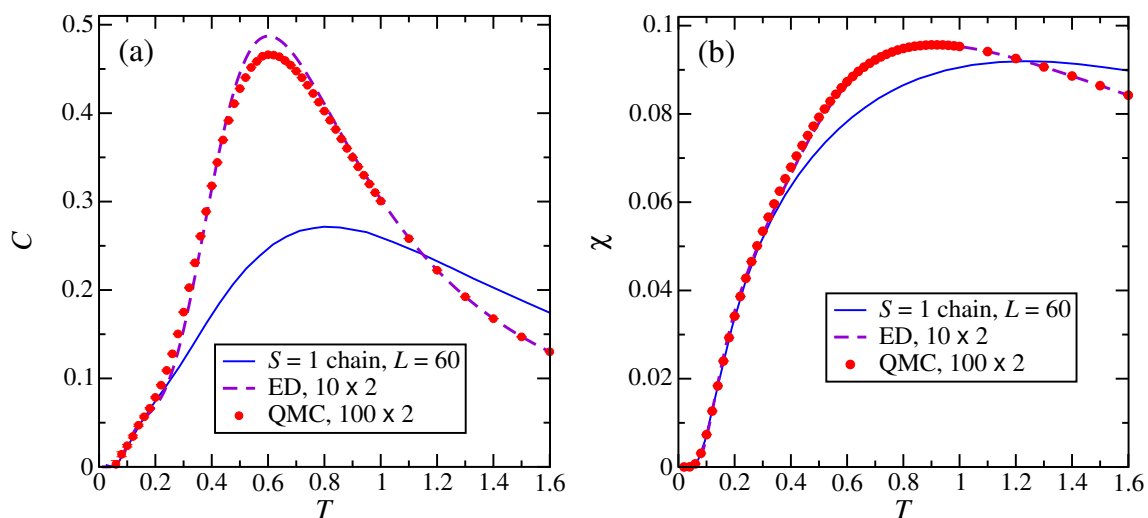 (a)
C
0.5
0.4
0.3
0.2
0.1
0
S = 1 chain, L = 60
ED, 10 x 2
QMC, 100 x 2
0 0.2 0.4 0.6 0.8 1 1.2 1.4 1.6
T
(b)
χ
0.1
0.08
0.06
0.04
0.02
0
S = 1 chain, L = 60
ED, 10 x 2
QMC, 100 x 2
0 0.2 0.4 0.6 0.8 1 1.2 1.4 1.6
T